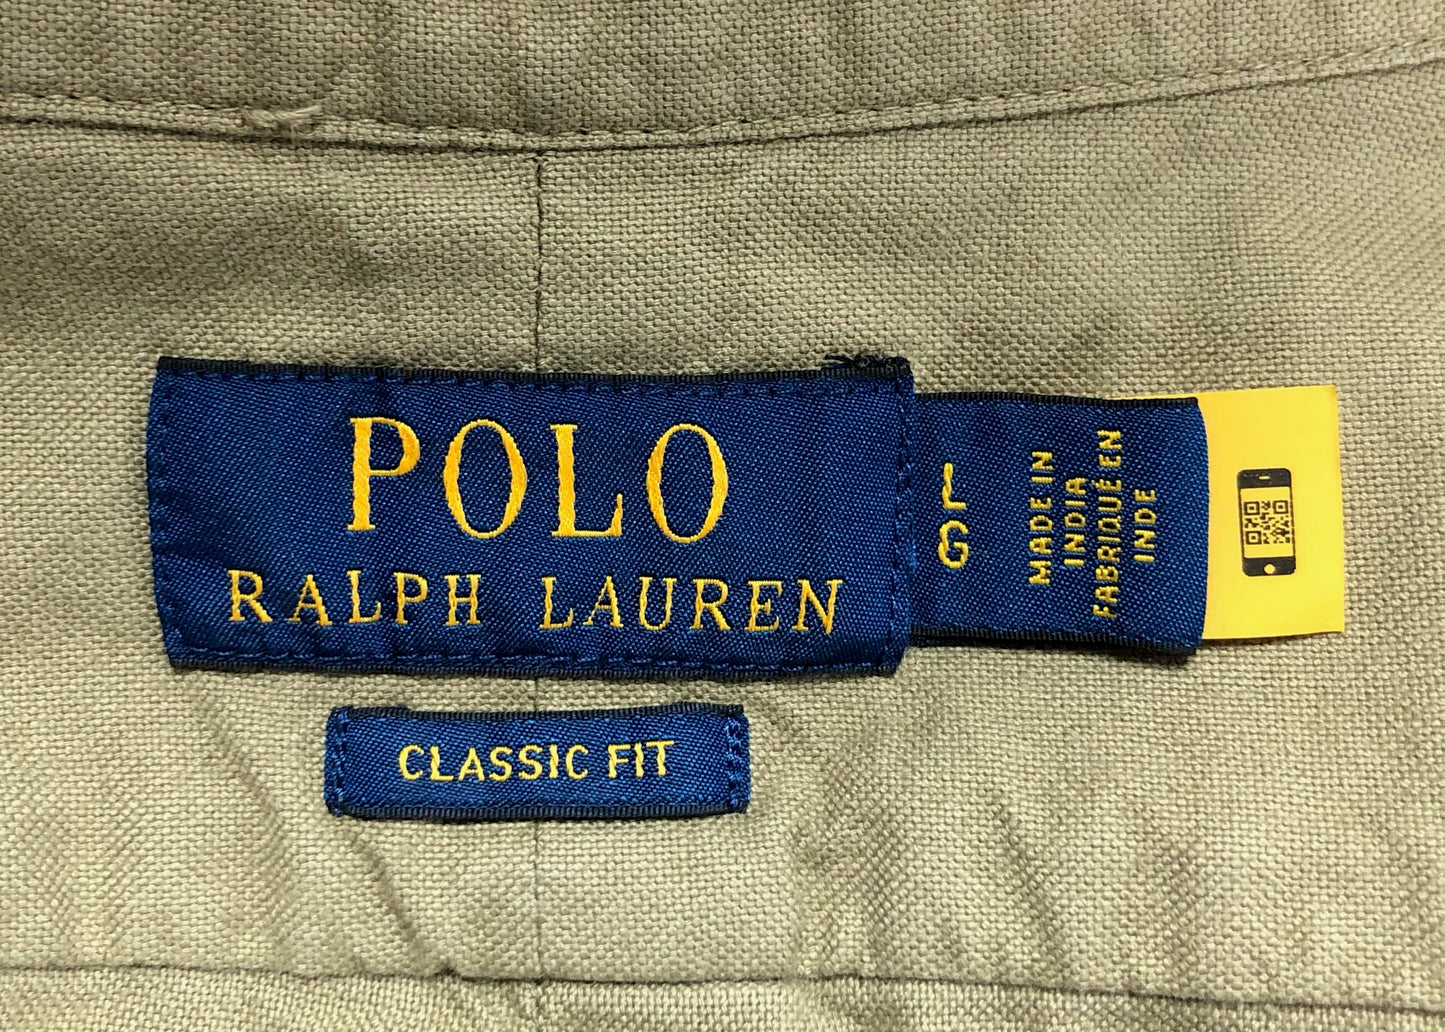 POLO
RALPH LAUREN
L
G
MADE IN
INDIA
FABRIQUÉ EN
INDE
CLASSIC FIT